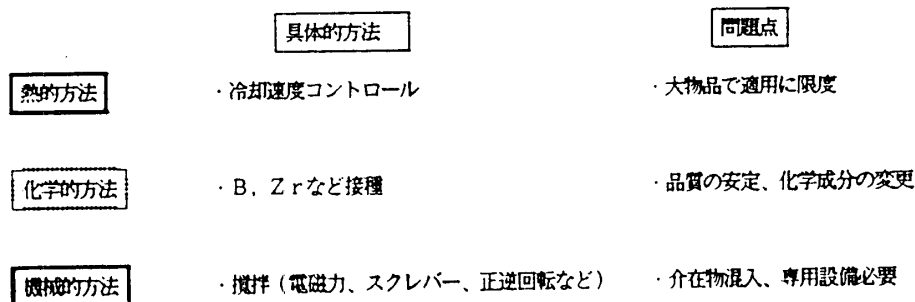 具体的方法 問題点
熱的方法 ・冷却速度コントロール ・大物品で適用に限度
化学的方法 ・B, Zrなど接種 ・品質の安定、化学成分の変更
機械的方法 ・撹拌（電磁力、スクレバー、正逆回転など） ・介在物混入、専用設備必要